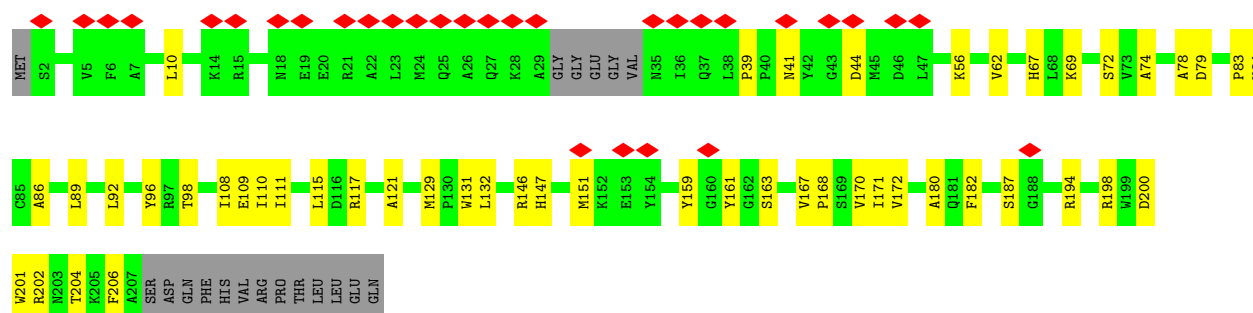 MET S2 V5 F6 A7 L10 K14 R15 N18 E19 E20 R21 A22 L23 M24 Q25 A26 Q27 K28 A29 GLY GLY GLU GLY VAL N35 I36 Q37 L38 P39 P40 N41 Y42 G43 D44 M45 D46 L47 K56 V62 H67 L68 K69 S72 V73 A74 A78 D79 P83
C85 A86 L89 L92 Y96 R97 T98 I108 E109 I110 I111 L115 D116 R117 A121 M129 P130 W131 L132 R146 H147 M151 K152 E153 Y154 Y159 G160 Y161 G162 S163 V167 P168 S169 V170 I171 V172 A180 Q181 F182 S187 G188 R194 R198 W199 D200
W201 R202 N203 T204 K205 F206 A207 SER ASP GLN PHE HIS VAL ARG PRO THR LEU LEU GLU GLN